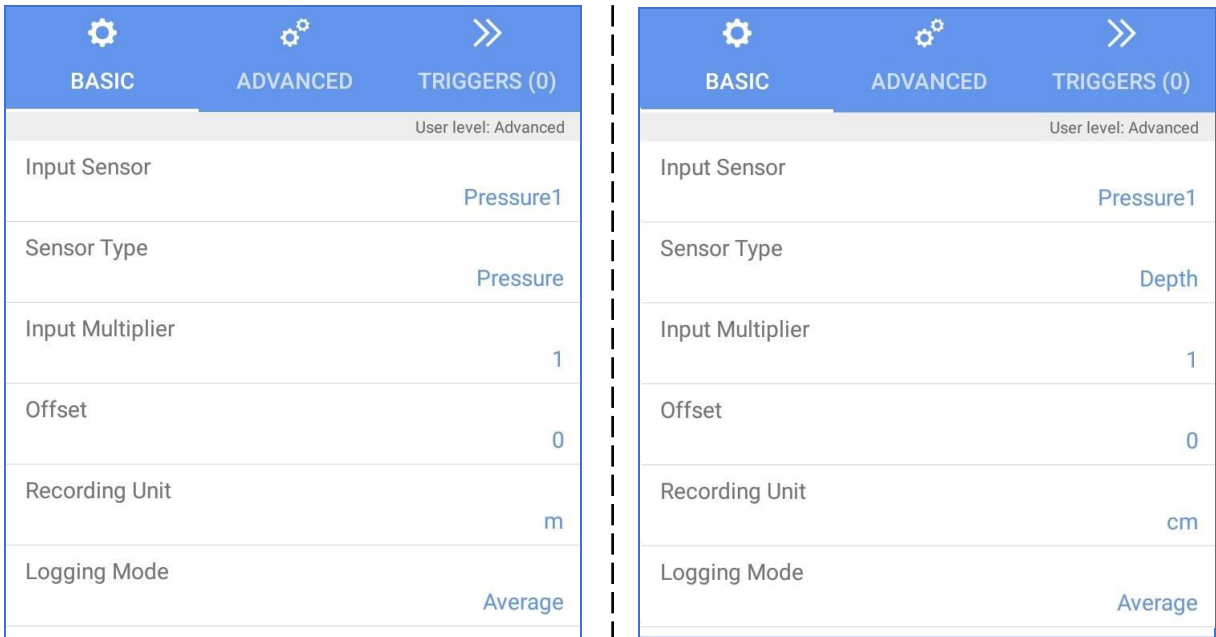 BASIC ADVANCED TRIGGERS (0)
User level: Advanced
Input Sensor
Pressure1
Sensor Type
Pressure
Input Multiplier
1
Offset
0
Recording Unit
m
Logging Mode
Average
BASIC ADVANCED TRIGGERS (0)
User level: Advanced
Input Sensor
Pressure1
Sensor Type
Depth
Input Multiplier
1
Offset
0
Recording Unit
cm
Logging Mode
Average